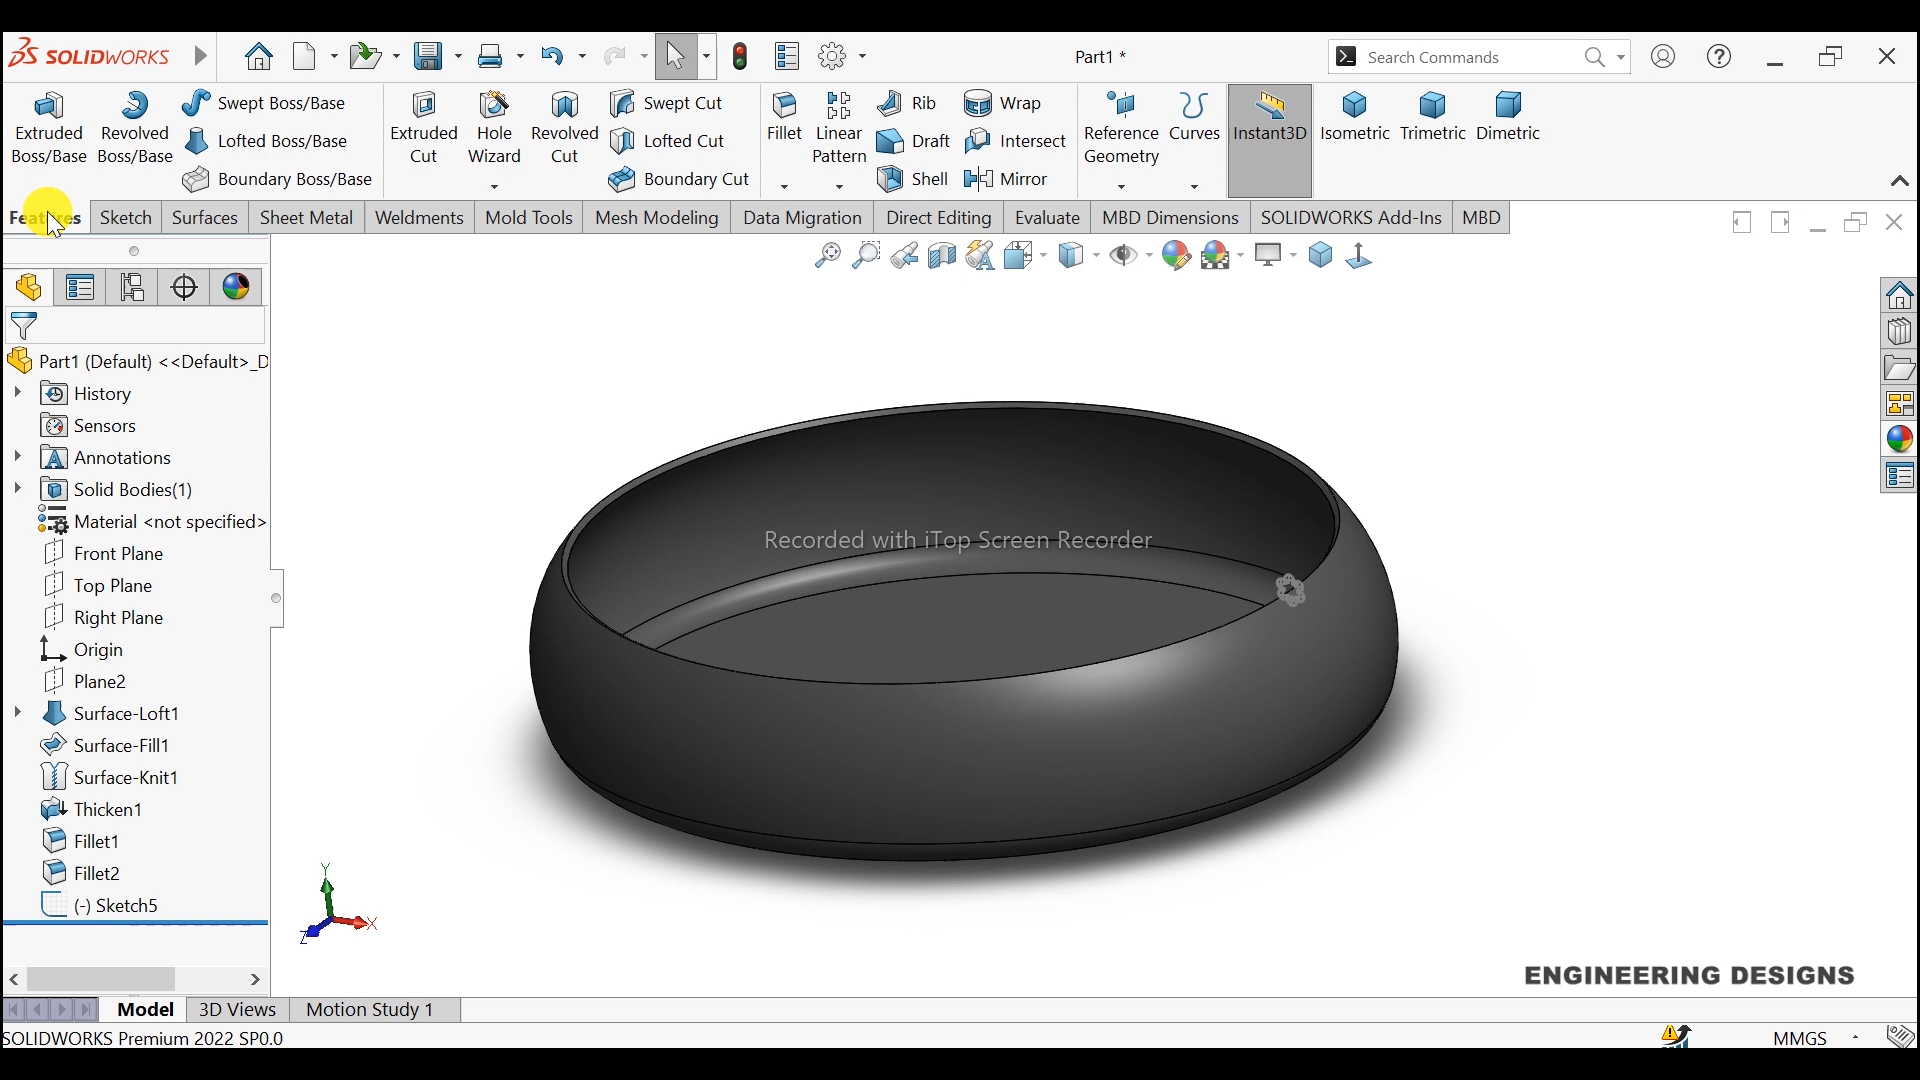 SOLIDWORKS
Part1 *
Search Commands
Extruded Boss/Base
Revolved Boss/Base
Swept Boss/Base
Lofted Boss/Base
Boundary Boss/Base
Extruded Cut
Hole Wizard
Revolved Cut
Swept Cut
Lofted Cut
Boundary Cut
Fillet
Linear Pattern
Rib
Draft
Shell
Wrap
Intersect
Mirror
Reference Geometry
Curves
Instant3D
Isometric
Trimetric
Dimetric
Features
Sketch
Surfaces
Sheet Metal
Weldments
Mold Tools
Mesh Modeling
Data Migration
Direct Editing
Evaluate
MBD Dimensions
SOLIDWORKS Add-Ins
MBD
Part1 (Default) <<Default>_D
History
Sensors
Annotations
Solid Bodies(1)
Material <not specified>
Front Plane
Top Plane
Right Plane
Origin
Plane2
Surface-Loft1
Surface-Fill1
Surface-Knit1
Thicken1
Fillet1
Fillet2
(-) Sketch5
Recorded with iTop Screen Recorder
Y
X
Z
ENGINEERING DESIGNS
Model
3D Views
Motion Study 1
SOLIDWORKS Premium 2022 SP0.0
MMGS